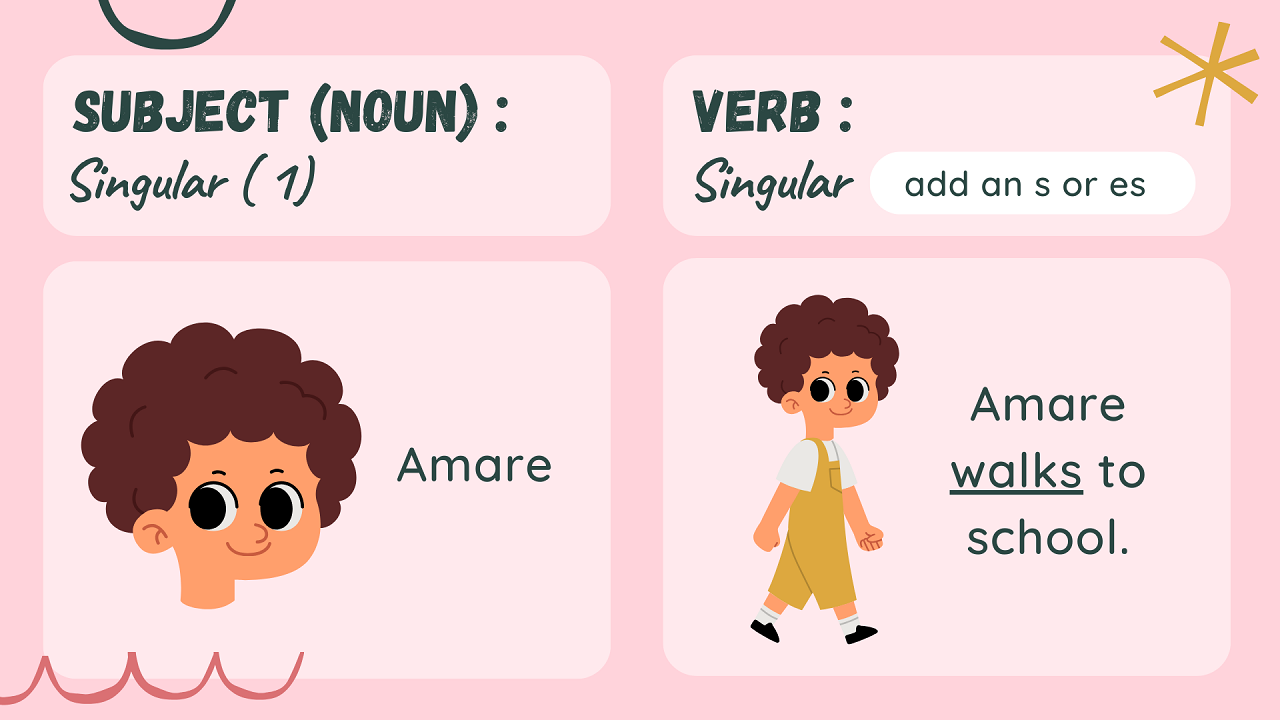 SUBJECT (NOUN) :
Singular ( 1)
Amare
VERB :
Singular add an s or es
Amare
walks to
school.